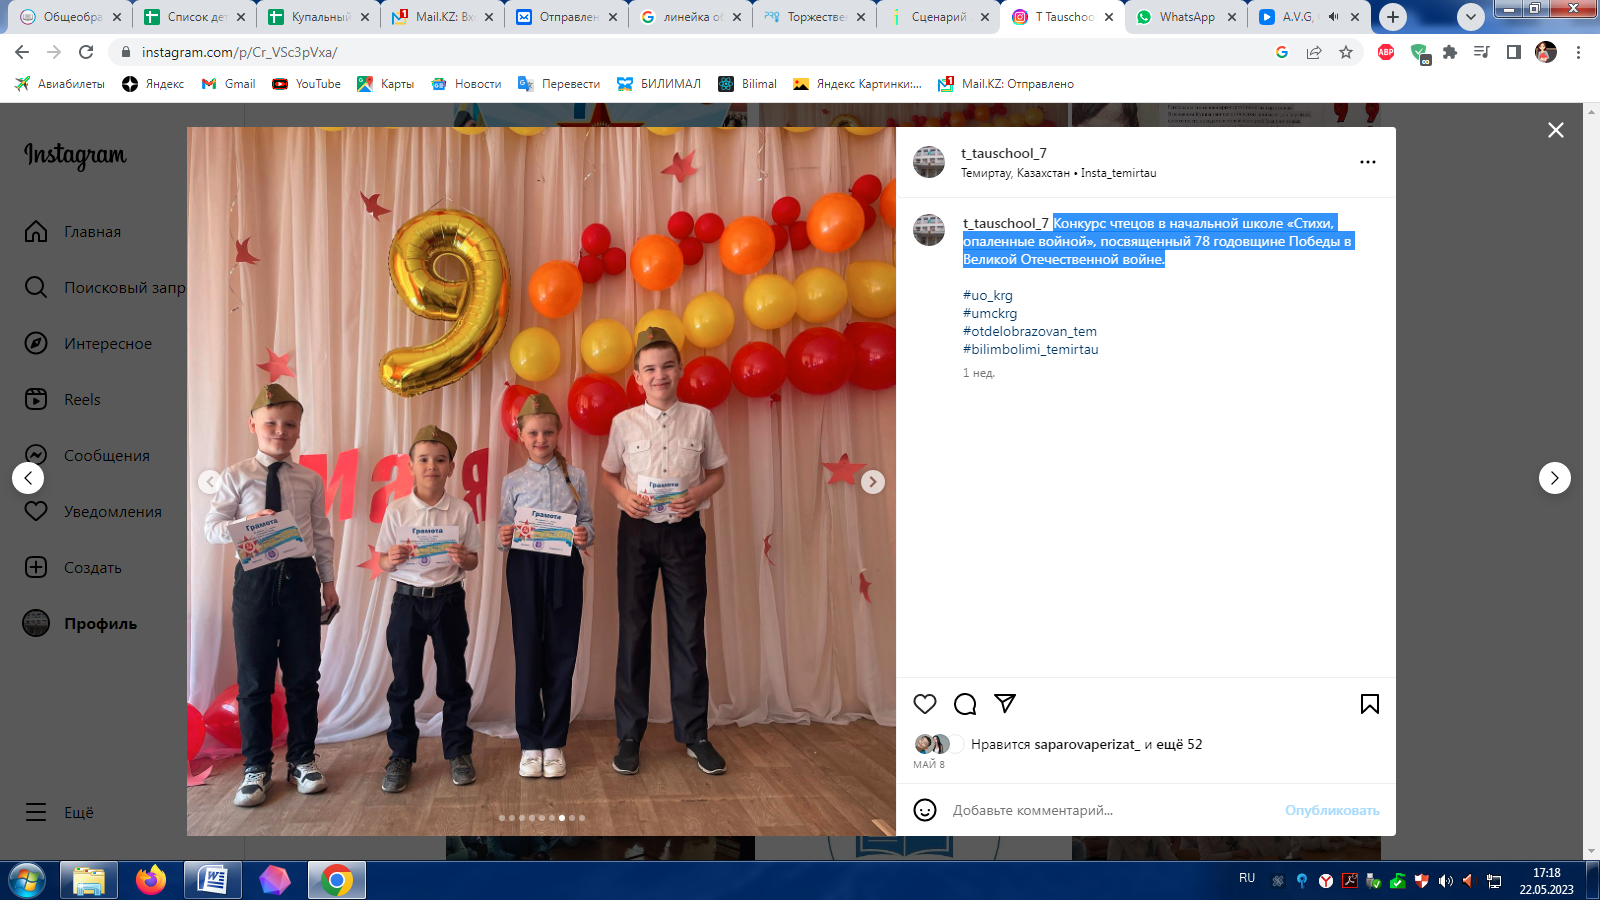 Общеобра
Список дет
Купальный
Mail.KZ: Вх
Отправлен
линейка об
Торжестве
Сценарий
T Tauschoo
WhatsApp
A.V.G,
instagram.com/p/Cr_VSc3pVxa/
Авиабилеты
Яндекс
Gmail
YouTube
Карты
Новости
Перевести
БИЛИМАЛ
Bilimal
Яндекс Картинки:...
Mail.KZ: Отправлено
Instagram
Главная
Поисковый запр
Интересное
Reels
Сообщения
Уведомления
Создать
Профиль
Ещё
9
мая
Грамота
Грамота
Грамота
Грамота
t_tauschool_7
Темиртау, Казахстан • Insta_temirtau
t_tauschool_7 Конкурс чтецов в начальной школе «Стихи,
опаленные войной», посвященный 78 годовщине Победы в
Великой Отечественной войне.
#uo_krg
#umckrg
#otdelobrazovan_tem
#bilimbolimi_temirtau
1 нед.
Нравится saparovaperizat_ и ещё 52
МАЙ 8
Добавьте комментарий...
Опубликовать
RU
17:18
22.05.2023